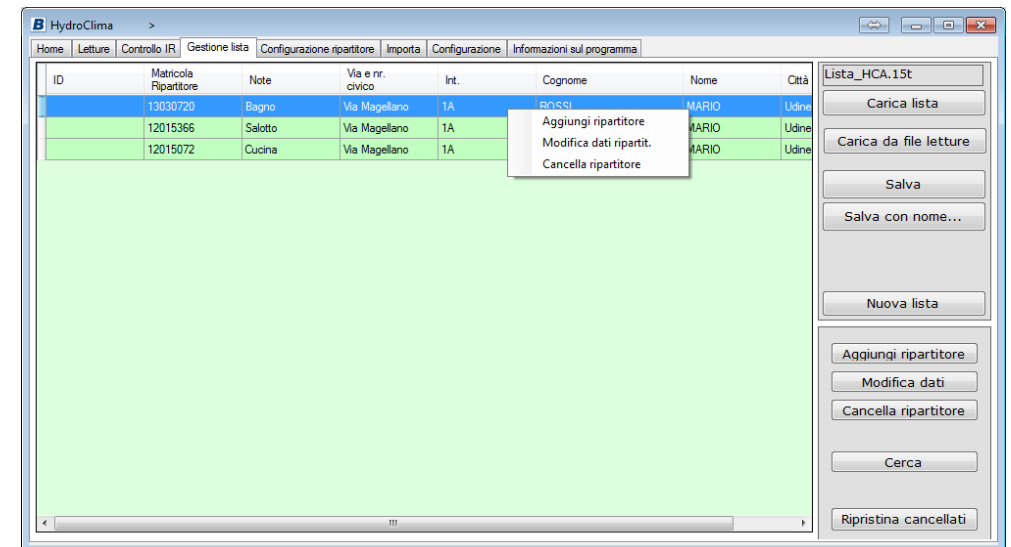 B HydroClima >
Home Letture Controllo IR Gestione lista Configurazione ripartitore Importa Configurazione Informazioni sul programma
ID Matricola Ripartitore Note Via e nr. civico Int. Cognome Nome Città
13030720 Bagno Via Magellano 1A ROSSI MARIO Udine
12015366 Salotto Via Magellano 1A MARIO Udine
12015072 Cucina Via Magellano 1A MARIO Udine
Aggiungi ripartitore
Modifica dati ripartit.
Cancella ripartitore
Lista_HCA.15t
Carica lista
Carica da file letture
Salva
Salva con nome...
Nuova lista
Aggiungi ripartitore
Modifica dati
Cancella ripartitore
Cerca
Ripristina cancellati